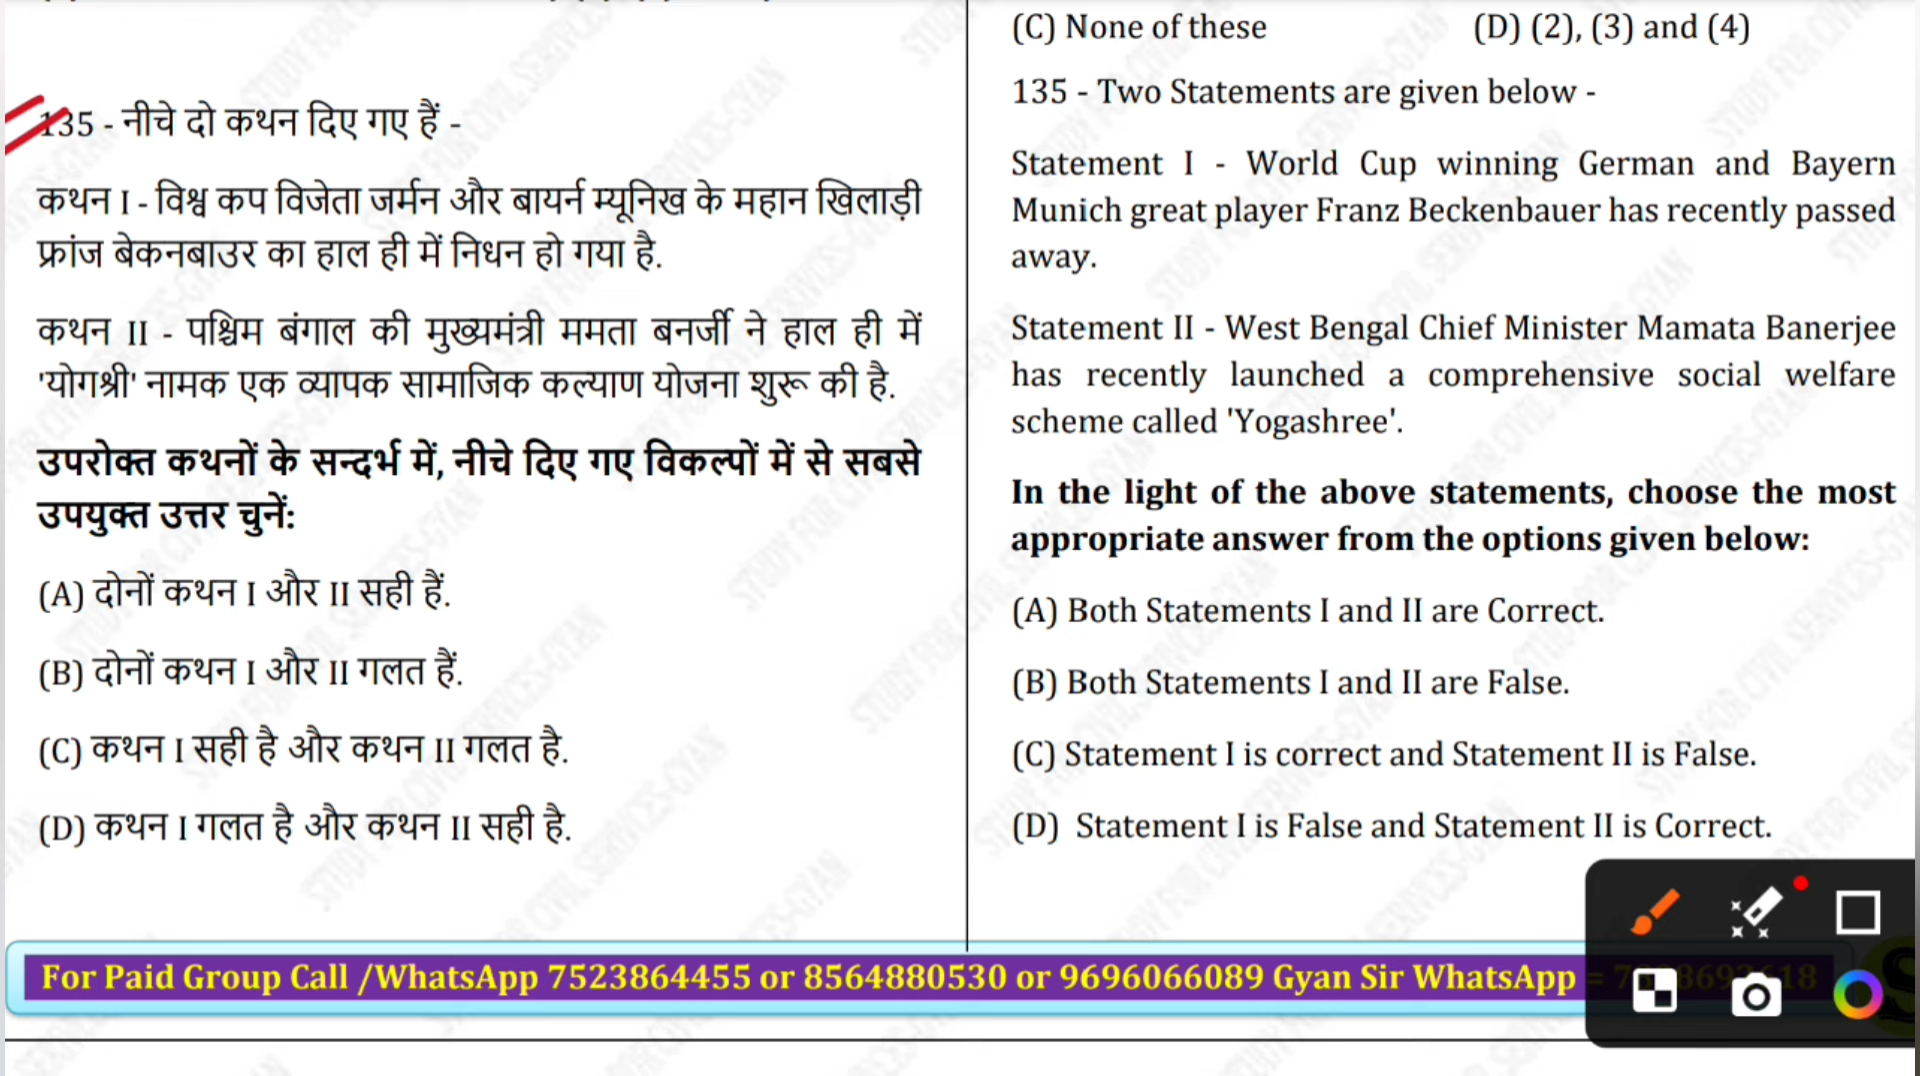 135 - नीचे दो कथन दिए गए हैं -
कथन I - विश्व कप विजेता जर्मन और बायर्न म्यूनिख के महान खिलाड़ी
फ्रांज बेकनबाउर का हाल ही में निधन हो गया है.
कथन II - पश्चिम बंगाल की मुख्यमंत्री ममता बनर्जी ने हाल ही में
'योगश्री' नामक एक व्यापक सामाजिक कल्याण योजना शुरू की है.
उपरोक्त कथनों के सन्दर्भ में, नीचे दिए गए विकल्पों में से सबसे
उपयुक्त उत्तर चुनें:
(A) दोनों कथन I और II सही हैं.
(B) दोनों कथन I और II गलत हैं.
(C) कथन I सही है और कथन II गलत है.
(D) कथन I गलत है और कथन II सही है.
(C) None of these (D) (2), (3) and (4)
135 - Two Statements are given below -
Statement I - World Cup winning German and Bayern
Munich great player Franz Beckenbauer has recently passed
away.
Statement II - West Bengal Chief Minister Mamata Banerjee
has recently launched a comprehensive social welfare
scheme called 'Yogashree'.
In the light of the above statements, choose the most
appropriate answer from the options given below:
(A) Both Statements I and II are Correct.
(B) Both Statements I and II are False.
(C) Statement I is correct and Statement II is False.
(D) Statement I is False and Statement II is Correct.
For Paid Group Call /WhatsApp 7523864455 or 8564880530 or 9696066089 Gyan Sir WhatsApp =